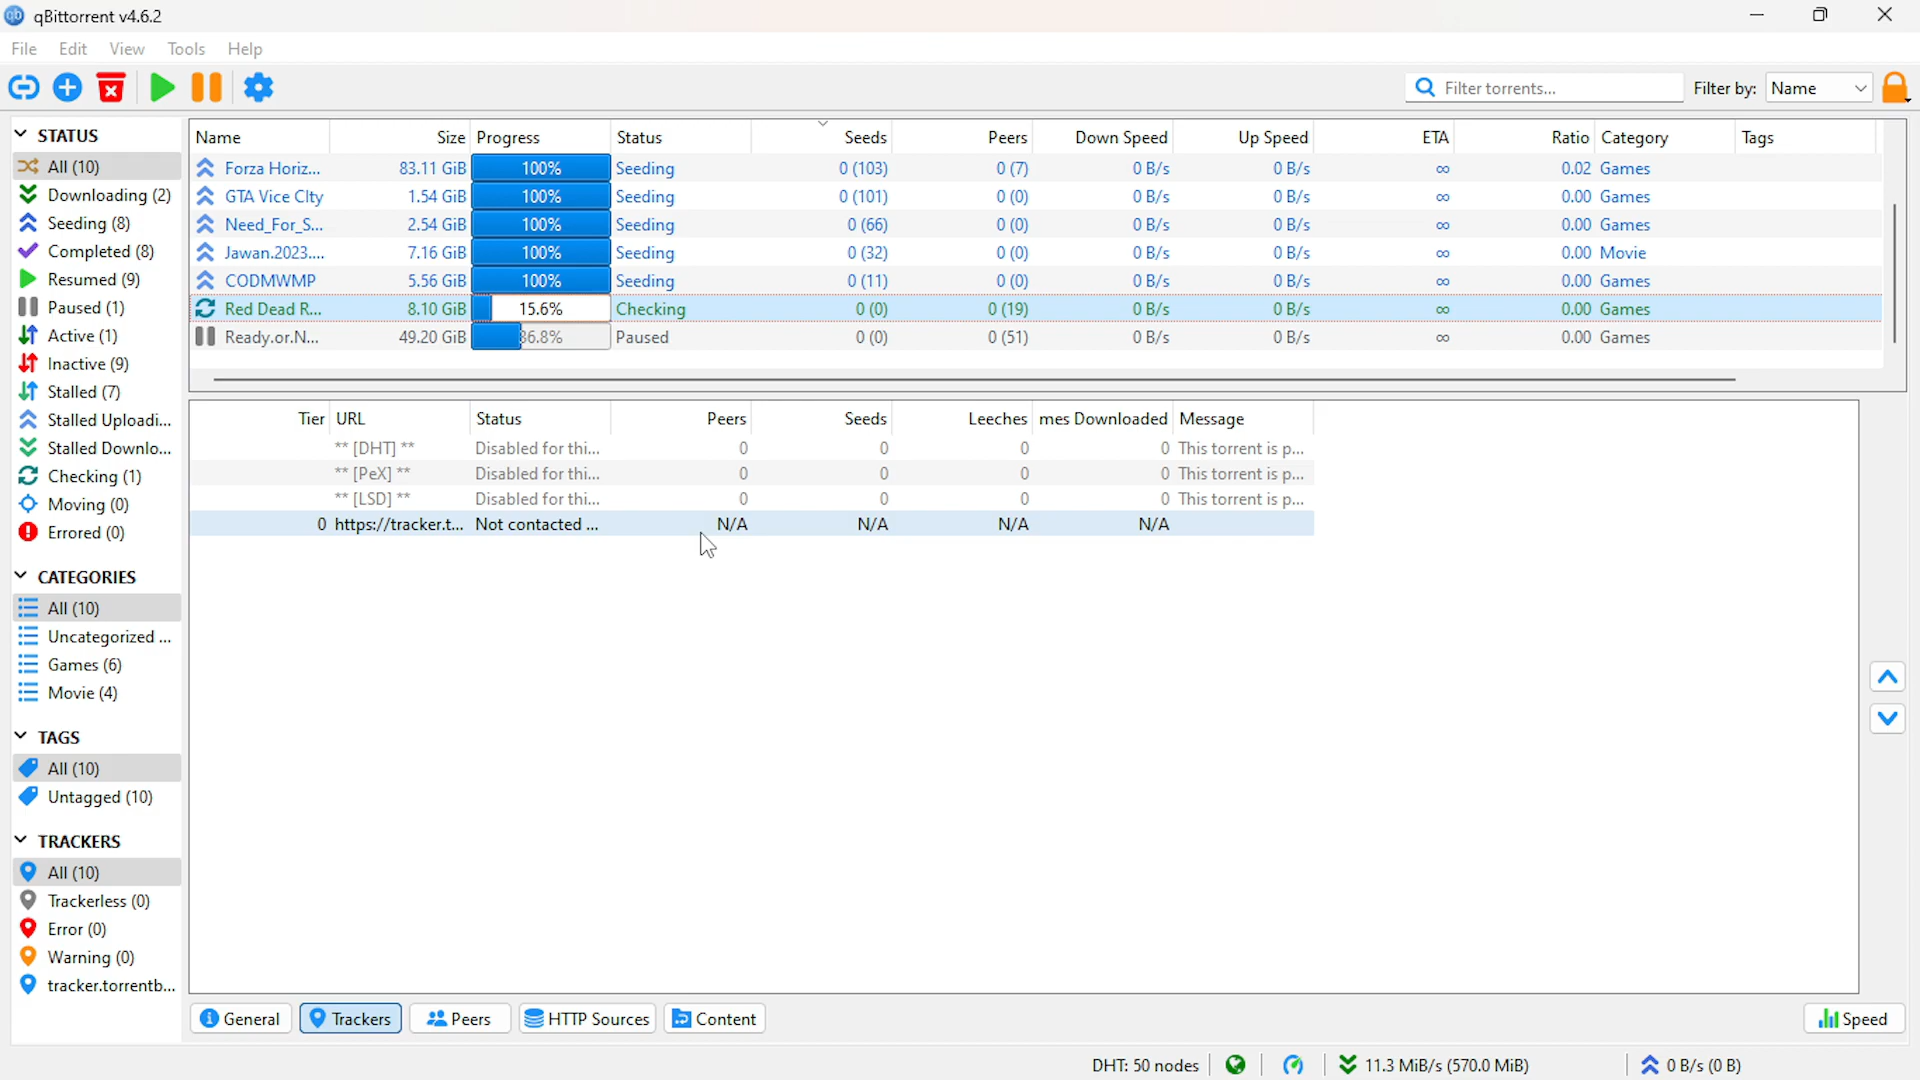 qBittorrent v4.6.2
File Edit View Tools Help
Filter torrents... Filter by: Name
STATUS
All (10)
Downloading (2)
Seeding (8)
Completed (8)
Resumed (9)
Paused (1)
Active (1)
Inactive (9)
Stalled (7)
Stalled Uploadi...
Stalled Downlo...
Checking (1)
Moving (0)
Errored (0)
CATEGORIES
All (10)
Uncategorized ...
Games (6)
Movie (4)
TAGS
All (10)
Untagged (10)
TRACKERS
All (10)
Trackerless (0)
Error (0)
Warning (0)
tracker.torrentb...
Name Size Progress Status Seeds Peers Down Speed Up Speed ETA Ratio Category Tags
Forza Horiz... 83.11 GiB 100% Seeding 0 (103) 0 (7) 0 B/s 0 B/s ∞ 0.02 Games
GTA Vice CIty 1.54 GiB 100% Seeding 0 (101) 0 (0) 0 B/s 0 B/s ∞ 0.00 Games
Need_For_S... 2.54 GiB 100% Seeding 0 (66) 0 (0) 0 B/s 0 B/s ∞ 0.00 Games
Jawan.2023.... 7.16 GiB 100% Seeding 0 (32) 0 (0) 0 B/s 0 B/s ∞ 0.00 Movie
CODMWMP 5.56 GiB 100% Seeding 0 (11) 0 (0) 0 B/s 0 B/s ∞ 0.00 Games
Red Dead R... 8.10 GiB 15.6% Checking 0 (0) 0 (19) 0 B/s 0 B/s ∞ 0.00 Games
Ready.or.N... 49.20 GiB 36.8% Paused 0 (0) 0 (51) 0 B/s 0 B/s ∞ 0.00 Games
Tier URL Status Peers Seeds Leeches mes Downloaded Message
** [DHT] ** Disabled for thi... 0 0 0 0 This torrent is p...
** [PeX] ** Disabled for thi... 0 0 0 0 This torrent is p...
** [LSD] ** Disabled for thi... 0 0 0 0 This torrent is p...
0 https://tracker.t... Not contacted ... N/A N/A N/A N/A
General Trackers Peers HTTP Sources Content Speed
DHT: 50 nodes 11.3 MiB/s (570.0 MiB) 0 B/s (0 B)